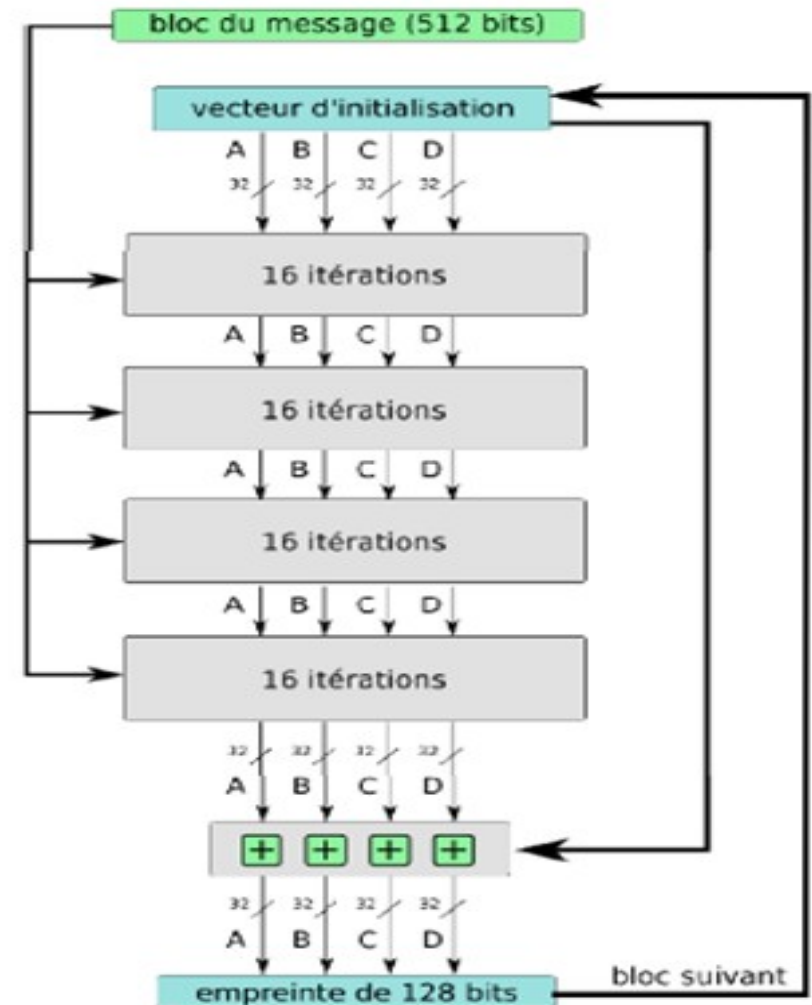 bloc du message (512 bits)
vecteur d'initialisation
A B C D
32 32 32 32
16 itérations
A B C D
16 itérations
A B C D
16 itérations
A B C D
16 itérations
32 32 32 32
A B C D
+ + + +
32 32 32 32
A B C D
bloc suivant
empreinte de 128 bits